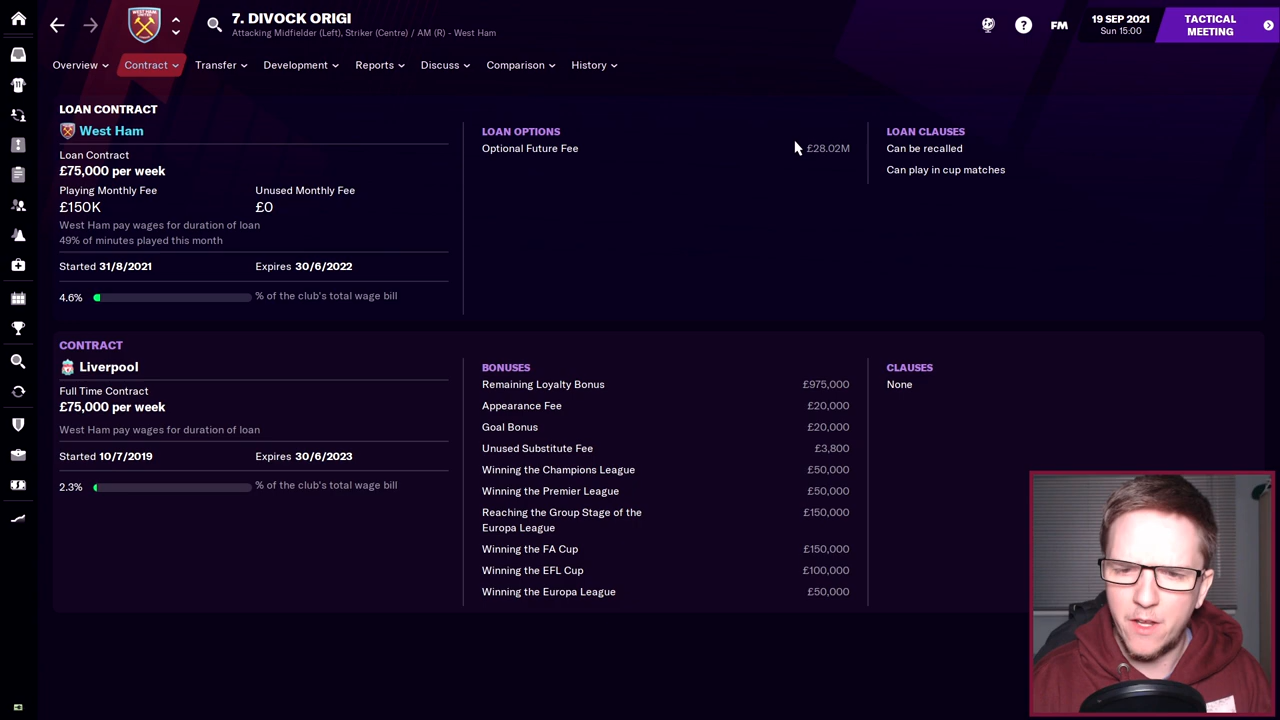 7. DIVOCK ORIGI
Attacking Midfielder (Left), Striker (Centre) / AM (R) - West Ham
FM
19 SEP 2021
Sun 15:00
TACTICAL
MEETING
Overview
Contract
Transfer
Development
Reports
Discuss
Comparison
History
LOAN CONTRACT
West Ham
Loan Contract
£75,000 per week
Playing Monthly Fee
Unused Monthly Fee
£150K
£0
West Ham pay wages for duration of loan
49% of minutes played this month
Started 31/8/2021
Expires 30/6/2022
4.6%
% of the club's total wage bill
LOAN OPTIONS
Optional Future Fee £28.02M
LOAN CLAUSES
Can be recalled
Can play in cup matches
CONTRACT
Liverpool
Full Time Contract
£75,000 per week
West Ham pay wages for duration of loan
Started 10/7/2019
Expires 30/6/2023
2.3%
% of the club's total wage bill
BONUSES
Remaining Loyalty Bonus £975,000
Appearance Fee £20,000
Goal Bonus £20,000
Unused Substitute Fee £3,800
Winning the Champions League £50,000
Winning the Premier League £50,000
Reaching the Group Stage of the £150,000
Europa League
Winning the FA Cup £150,000
Winning the EFL Cup £100,000
Winning the Europa League £50,000
CLAUSES
None